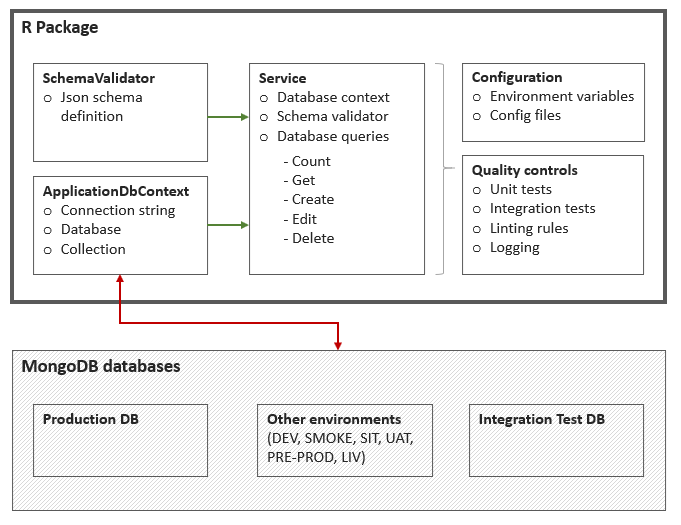 R Package
SchemaValidator
o Json schema
definition
ApplicationDbContext
o Connection string
o Database
o Collection
Service
o Database context
o Schema validator
o Database queries
- Count
- Get
- Create
- Edit
- Delete
Configuration
o Environment variables
o Config files
Quality controls
o Unit tests
o Integration tests
o Linting rules
o Logging
MongoDB databases
Production DB
Other environments
(DEV, SMOKE, SIT, UAT,
PRE-PROD, LIV)
Integration Test DB